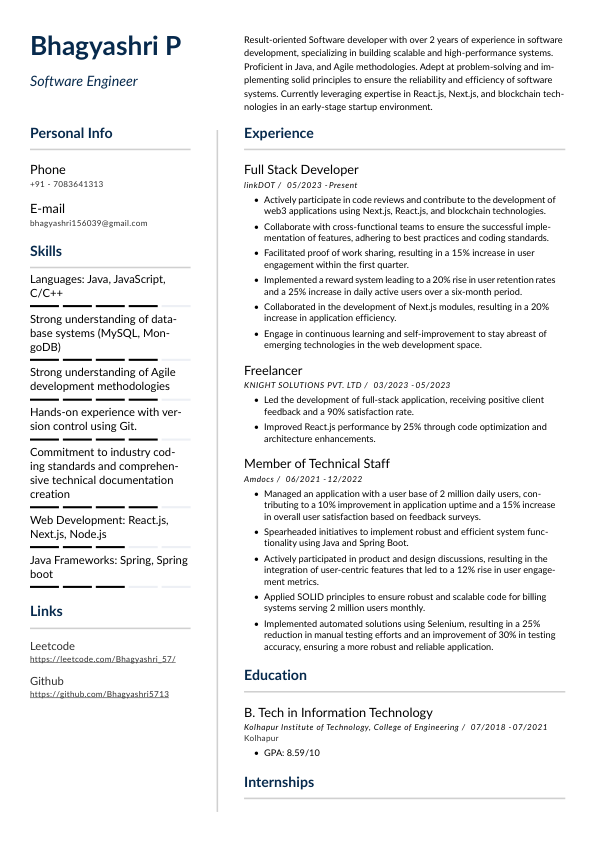 Bhagyashri P
Software Engineer
Result-oriented Software developer with over 2 years of experience in software
development, specializing in building scalable and high-performance systems.
Proficient in Java, and Agile methodologies. Adept at problem-solving and im-
plementing solid principles to ensure the reliability and efficiency of software
systems. Currently leveraging expertise in React.js, Next.js, and blockchain tech-
nologies in an early-stage startup environment.
Personal Info
Phone
+91 - 7083641313
E-mail
bhagyashri156039@gmail.com
Skills
Languages: Java, JavaScript,
C/C++
Strong understanding of data-
base systems (MySQL, Mon-
goDB)
Strong understanding of Agile
development methodologies
Hands-on experience with ver-
sion control using Git.
Commitment to industry cod-
ing standards and comprehen-
sive technical documentation
creation
Web Development: React.js,
Next.js, Node.js
Java Frameworks: Spring, Spring
boot
Links
Leetcode
https://leetcode.com/Bhagyashri_57/
Github
https://github.com/Bhagyashri5713
Experience
Full Stack Developer
linkDOT / 05/2023 - Present
• Actively participate in code reviews and contribute to the development of
web3 applications using Next.js, React.js, and blockchain technologies.
• Collaborate with cross-functional teams to ensure the successful imple-
mentation of features, adhering to best practices and coding standards.
• Facilitated proof of work sharing, resulting in a 15% increase in user
engagement within the first quarter.
• Implemented a reward system leading to a 20% rise in user retention rates
and a 25% increase in daily active users over a six-month period.
• Collaborated in the development of Next.js modules, resulting in a 20%
increase in application efficiency.
• Engage in continuous learning and self-improvement to stay abreast of
emerging technologies in the web development space.
Freelancer
KNIGHT SOLUTIONS PVT. LTD / 03/2023 - 05/2023
• Led the development of full-stack application, receiving positive client
feedback and a 90% satisfaction rate.
• Improved React.js performance by 25% through code optimization and
architecture enhancements.
Member of Technical Staff
Amdocs / 06/2021 - 12/2022
• Managed an application with a user base of 2 million daily users, con-
tributing to a 10% improvement in application uptime and a 15% increase
in overall user satisfaction based on feedback surveys.
• Spearheaded initiatives to implement robust and efficient system func-
tionality using Java and Spring Boot.
• Actively participated in product and design discussions, resulting in the
integration of user-centric features that led to a 12% rise in user engage-
ment metrics.
• Applied SOLID principles to ensure robust and scalable code for billing
systems serving 2 million users monthly.
• Implemented automated solutions using Selenium, resulting in a 25%
reduction in manual testing efforts and an improvement of 30% in testing
accuracy, ensuring a more robust and reliable application.
Education
B. Tech in Information Technology
Kolhapur Institute of Technology, College of Engineering / 07/2018 - 07/2021
Kolhapur
• GPA: 8.59/10
Internships